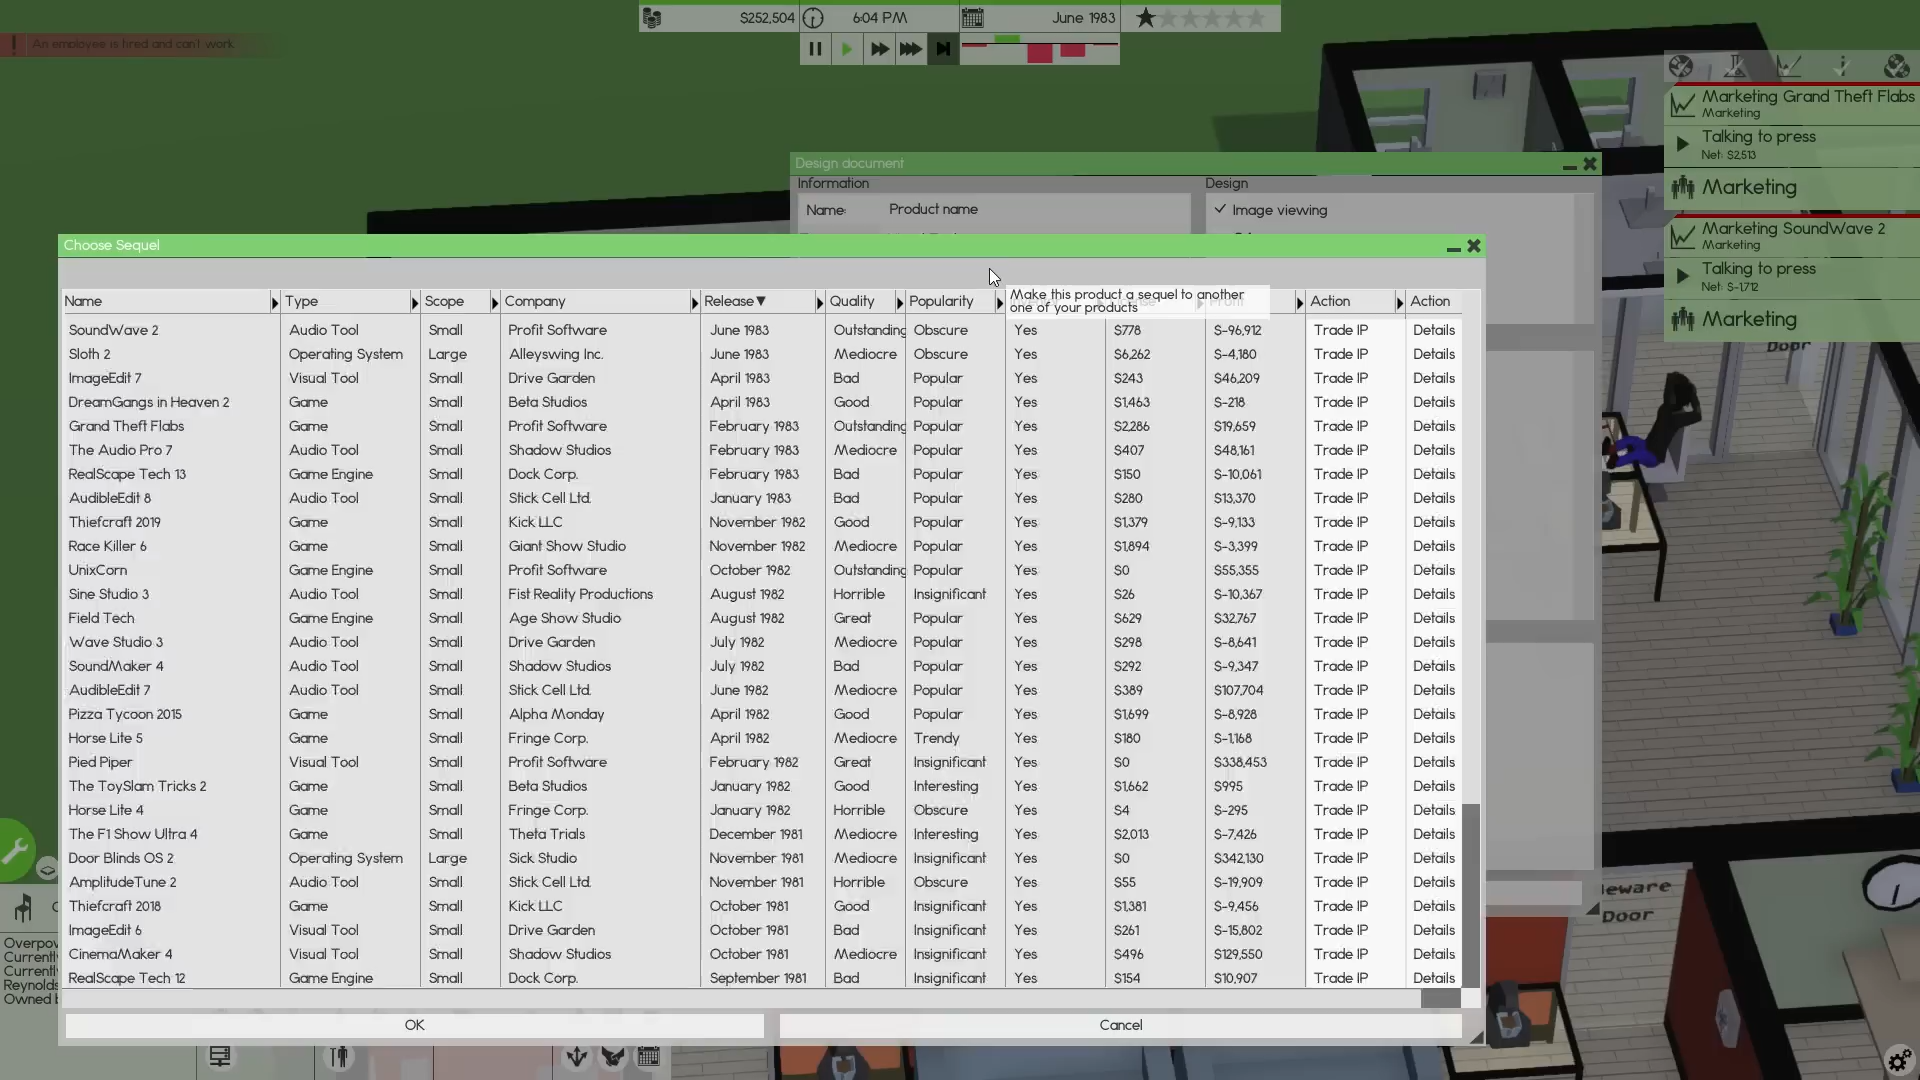 $252,504
6:04 PM
June 1983
An employee is tired and can't work
Marketing Grand Theft Flabs
Marketing
Talking to press
Net: $2,513
Marketing
Marketing SoundWave 2
Marketing
Talking to press
Net: $-1,712
Marketing
Door
Design document
Information
Design
Name:
Product name
Image viewing
Choose Sequel
Make this product a sequel to another
one of your products
Name Type Scope Company Release Quality Popularity Action Action
SoundWave 2 Audio Tool Small Profit Software June 1983 Outstanding Obscure Yes $778 $-96,912 Trade IP Details
Sloth 2 Operating System Large Alleyswing Inc. June 1983 Mediocre Obscure Yes $6,262 $-4,180 Trade IP Details
ImageEdit 7 Visual Tool Small Drive Garden April 1983 Bad Popular Yes $243 $46,209 Trade IP Details
DreamGangs in Heaven 2 Game Small Beta Studios April 1983 Good Popular Yes $1,463 $-218 Trade IP Details
Grand Theft Flabs Game Small Profit Software February 1983 Outstanding Popular Yes $2,286 $19,659 Trade IP Details
The Audio Pro 7 Audio Tool Small Shadow Studios February 1983 Mediocre Popular Yes $407 $48,161 Trade IP Details
RealScape Tech 13 Game Engine Small Dock Corp. February 1983 Bad Popular Yes $150 $-10,061 Trade IP Details
AudibleEdit 8 Audio Tool Small Stick Cell Ltd. January 1983 Bad Popular Yes $280 $13,370 Trade IP Details
Thiefcraft 2019 Game Small Kick LLC November 1982 Good Popular Yes $1,379 $-9,133 Trade IP Details
Race Killer 6 Game Small Giant Show Studio November 1982 Mediocre Popular Yes $1,894 $-3,399 Trade IP Details
UnixCorn Game Engine Small Profit Software October 1982 Outstanding Popular Yes $0 $55,355 Trade IP Details
Sine Studio 3 Audio Tool Small Fist Reality Productions August 1982 Horrible Insignificant Yes $26 $-10,367 Trade IP Details
Field Tech Game Engine Small Age Show Studio August 1982 Great Popular Yes $629 $32,767 Trade IP Details
Wave Studio 3 Audio Tool Small Drive Garden July 1982 Mediocre Popular Yes $298 $-8,641 Trade IP Details
SoundMaker 4 Audio Tool Small Shadow Studios July 1982 Bad Popular Yes $292 $-9,347 Trade IP Details
AudibleEdit 7 Audio Tool Small Stick Cell Ltd. June 1982 Mediocre Popular Yes $389 $107,704 Trade IP Details
Pizza Tycoon 2015 Game Small Alpha Monday April 1982 Good Popular Yes $1,699 $-8,928 Trade IP Details
Horse Lite 5 Game Small Fringe Corp. April 1982 Mediocre Trendy Yes $180 $-1,168 Trade IP Details
Pied Piper Visual Tool Small Profit Software February 1982 Great Insignificant Yes $0 $338,453 Trade IP Details
The ToySlam Tricks 2 Game Small Beta Studios January 1982 Good Interesting Yes $1,662 $995 Trade IP Details
Horse Lite 4 Game Small Fringe Corp. January 1982 Horrible Obscure Yes $4 $-295 Trade IP Details
The F1 Show Ultra 4 Game Small Theta Trials December 1981 Mediocre Interesting Yes $2,013 $-7,426 Trade IP Details
Door Blinds OS 2 Operating System Large Sick Studio November 1981 Mediocre Insignificant Yes $0 $342,130 Trade IP Details
AmplitudeTune 2 Audio Tool Small Stick Cell Ltd. November 1981 Horrible Obscure Yes $55 $-19,909 Trade IP Details
Thiefcraft 2018 Game Small Kick LLC October 1981 Good Insignificant Yes $1,381 $-9,456 Trade IP Details
ImageEdit 6 Visual Tool Small Drive Garden October 1981 Bad Insignificant Yes $261 $-15,802 Trade IP Details
CinemaMaker 4 Visual Tool Small Shadow Studios October 1981 Mediocre Insignificant Yes $496 $129,550 Trade IP Details
RealScape Tech 12 Game Engine Small Dock Corp. September 1981 Bad Insignificant Yes $154 $10,907 Trade IP Details
OK
Cancel
Overpov
Currentl
Currentl
Reynolds
Owned b
leware
Door